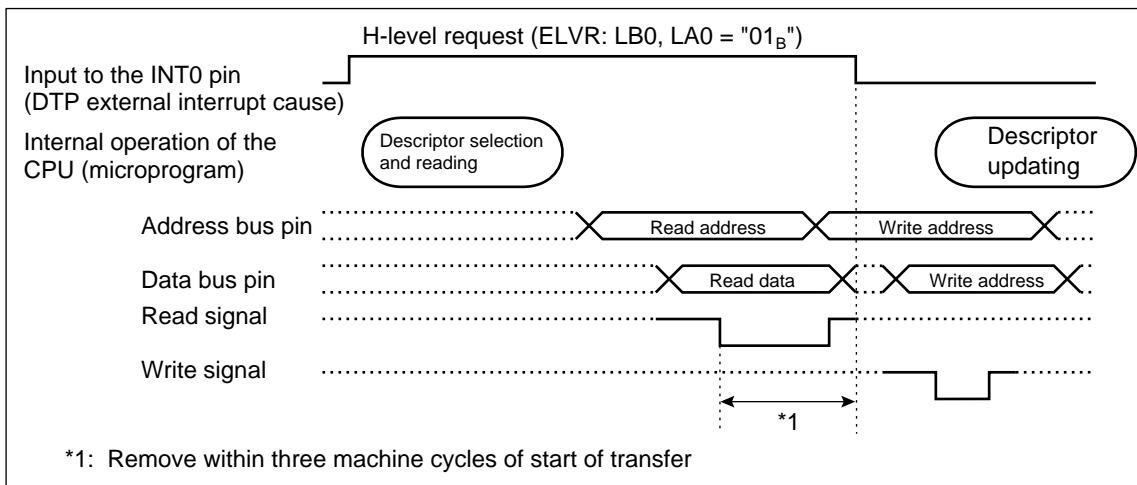 H-level request (ELVR: LB0, LA0 = "01B")
Input to the INT0 pin
(DTP external interrupt cause)
Internal operation of the
CPU (microprogram)
Descriptor selection
and reading
Descriptor
updating
Address bus pin
Read address
Write address
Data bus pin
Read data
Write address
Read signal
Write signal
*1
*1: Remove within three machine cycles of start of transfer